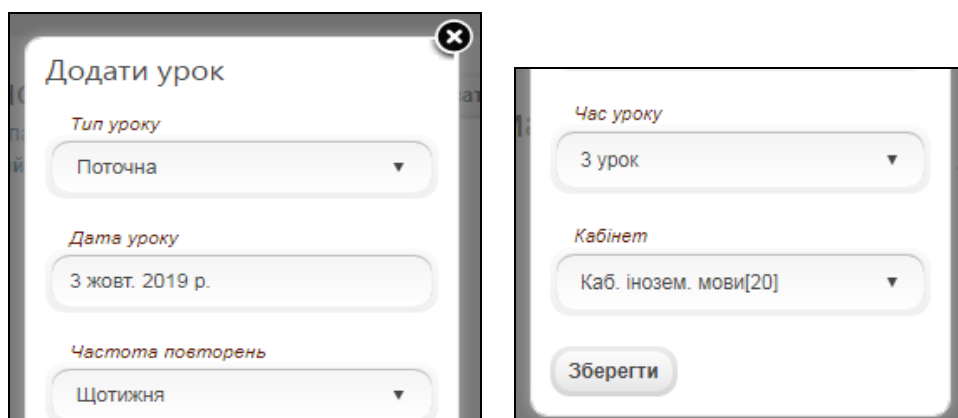 Додати урок
Тип уроку
Поточна
Дата уроку
3 жовт. 2019 р.
Частота повторень
Щотижня
Час уроку
3 урок
Кабінет
Каб. інозем. мови[20]
Зберегти